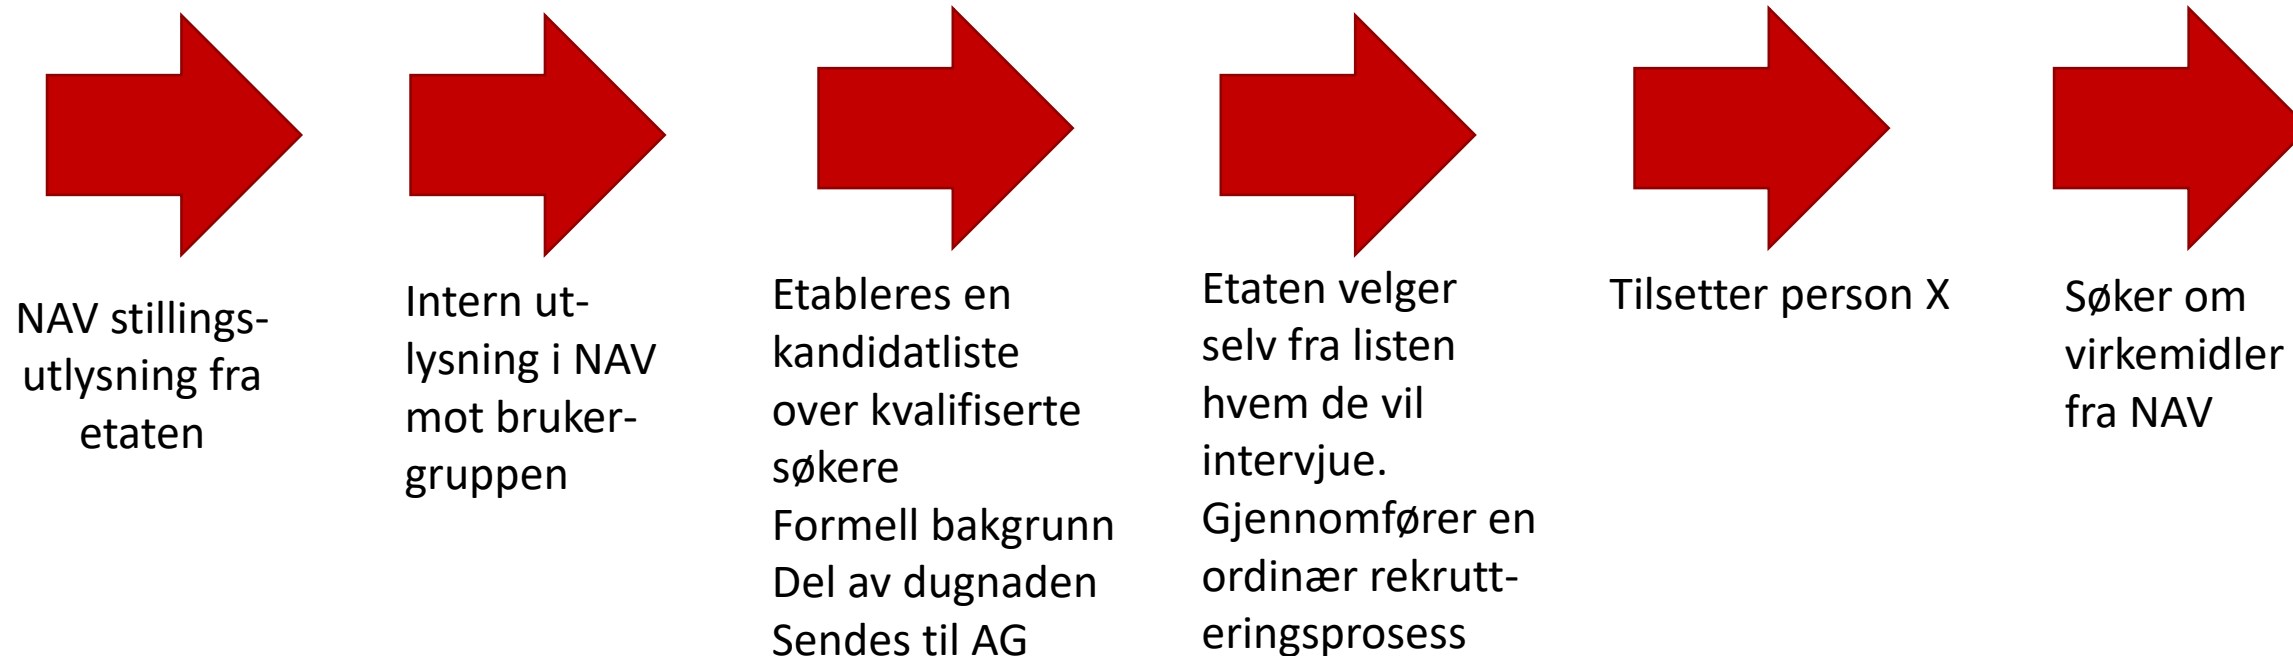 NAV stillings-
utlysning fra
etaten
Intern ut-
lysning i NAV
mot bruker-
gruppen
Etableres en
kandidatliste
over kvalifiserte
søkere
Formell bakgrunn
Del av dugnaden
Sendes til AG
Etaten velger
selv fra listen
hvem de vil
intervjue.
Gjennomfører en
ordinær rekrutt-
eringsprosess
Tilsetter person X
Søker om
virkemidler
fra NAV